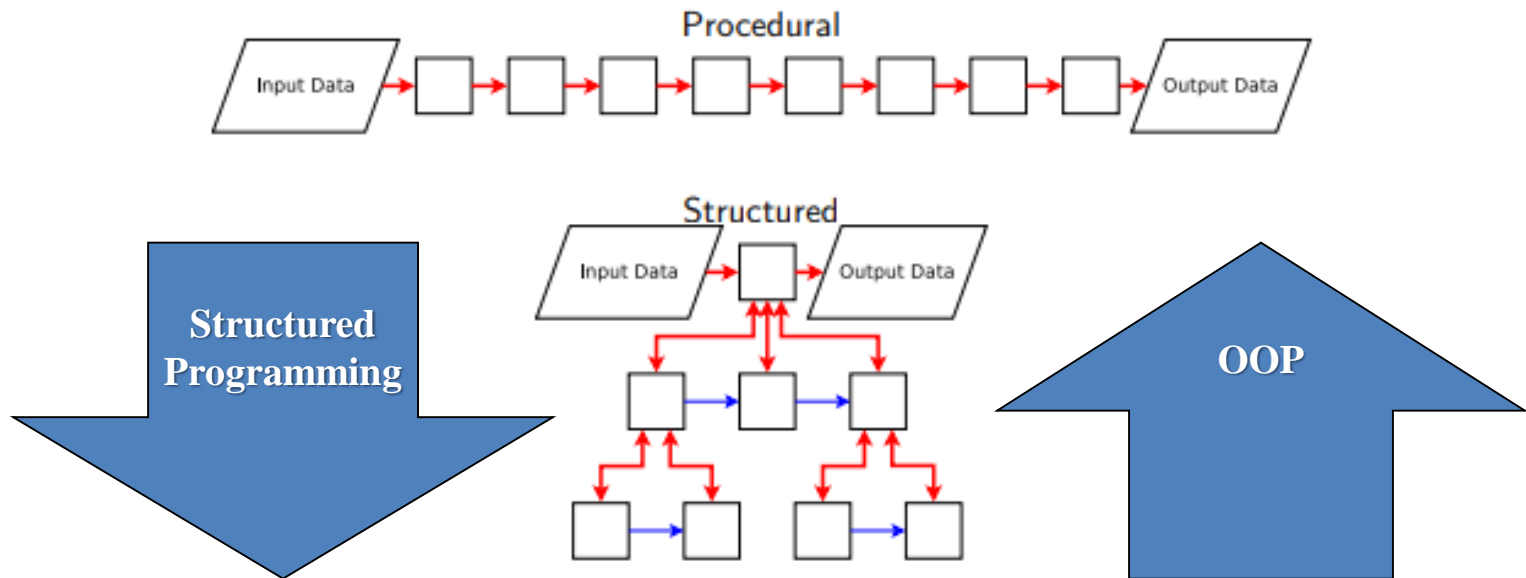 Procedural
Input Data
Output Data
Structured
Input Data
Output Data
Structured
Programming
OOP